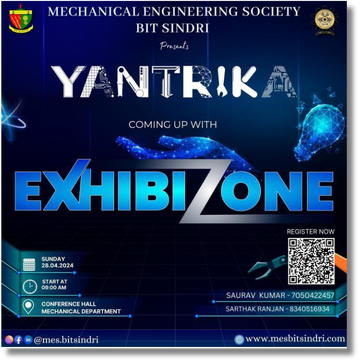 MECHANICAL ENGINEERING SOCIETY
BIT SINDRI
Presents
YANTRIKA
COMING UP WITH
EXHIBIZONE
REGISTER NOW
SUNDAY
28.04.2024
START AT
09:00 AM
CONFERENCE HALL
MECHANICAL DEPARTMENT
SAURAV KUMAR - 7050422457
SARTHAK RANJAN - 8340516934
@mes.bitsindri
www.mesbitsindri.com